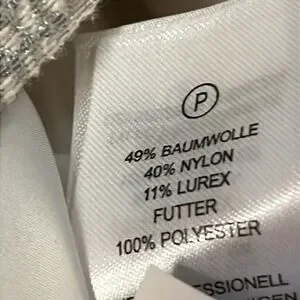 P
49% BAUMWOLLE
40% NYLON
11% LUREX
FUTTER
100% POLYESTER